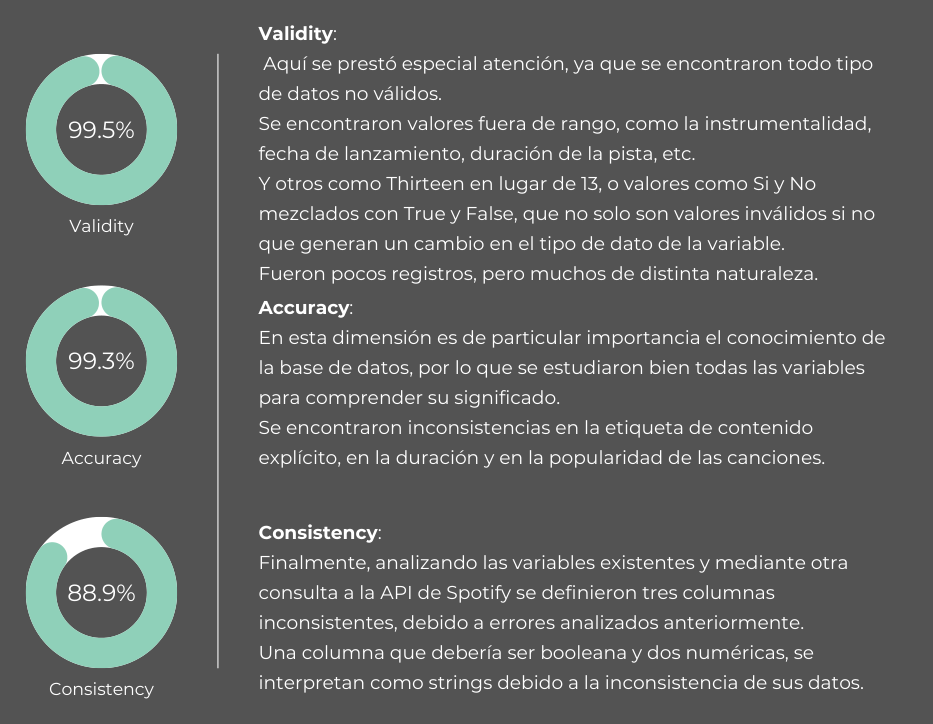 99.5%
Validity
99.3%
Accuracy
88.9%
Consistency
Validity:
Aquí se prestó especial atención, ya que se encontraron todo tipo
de datos no válidos.
Se encontraron valores fuera de rango, como la instrumentalidad,
fecha de lanzamiento, duración de la pista, etc.
Y otros como Thirteen en lugar de 13, o valores como Si y No
mezclados con True y False, que no solo son valores inválidos si no
que generan un cambio en el tipo de dato de la variable.
Fueron pocos registros, pero muchos de distinta naturaleza.
Accuracy:
En esta dimensión es de particular importancia el conocimiento de
la base de datos, por lo que se estudiaron bien todas las variables
para comprender su significado.
Se encontraron inconsistencias en la etiqueta de contenido
explícito, en la duración y en la popularidad de las canciones.
Consistency:
Finalmente, analizando las variables existentes y mediante otra
consulta a la API de Spotify se definieron tres columnas
inconsistentes, debido a errores analizados anteriormente.
Una columna que debería ser booleana y dos numéricas, se
interpretan como strings debido a la inconsistencia de sus datos.